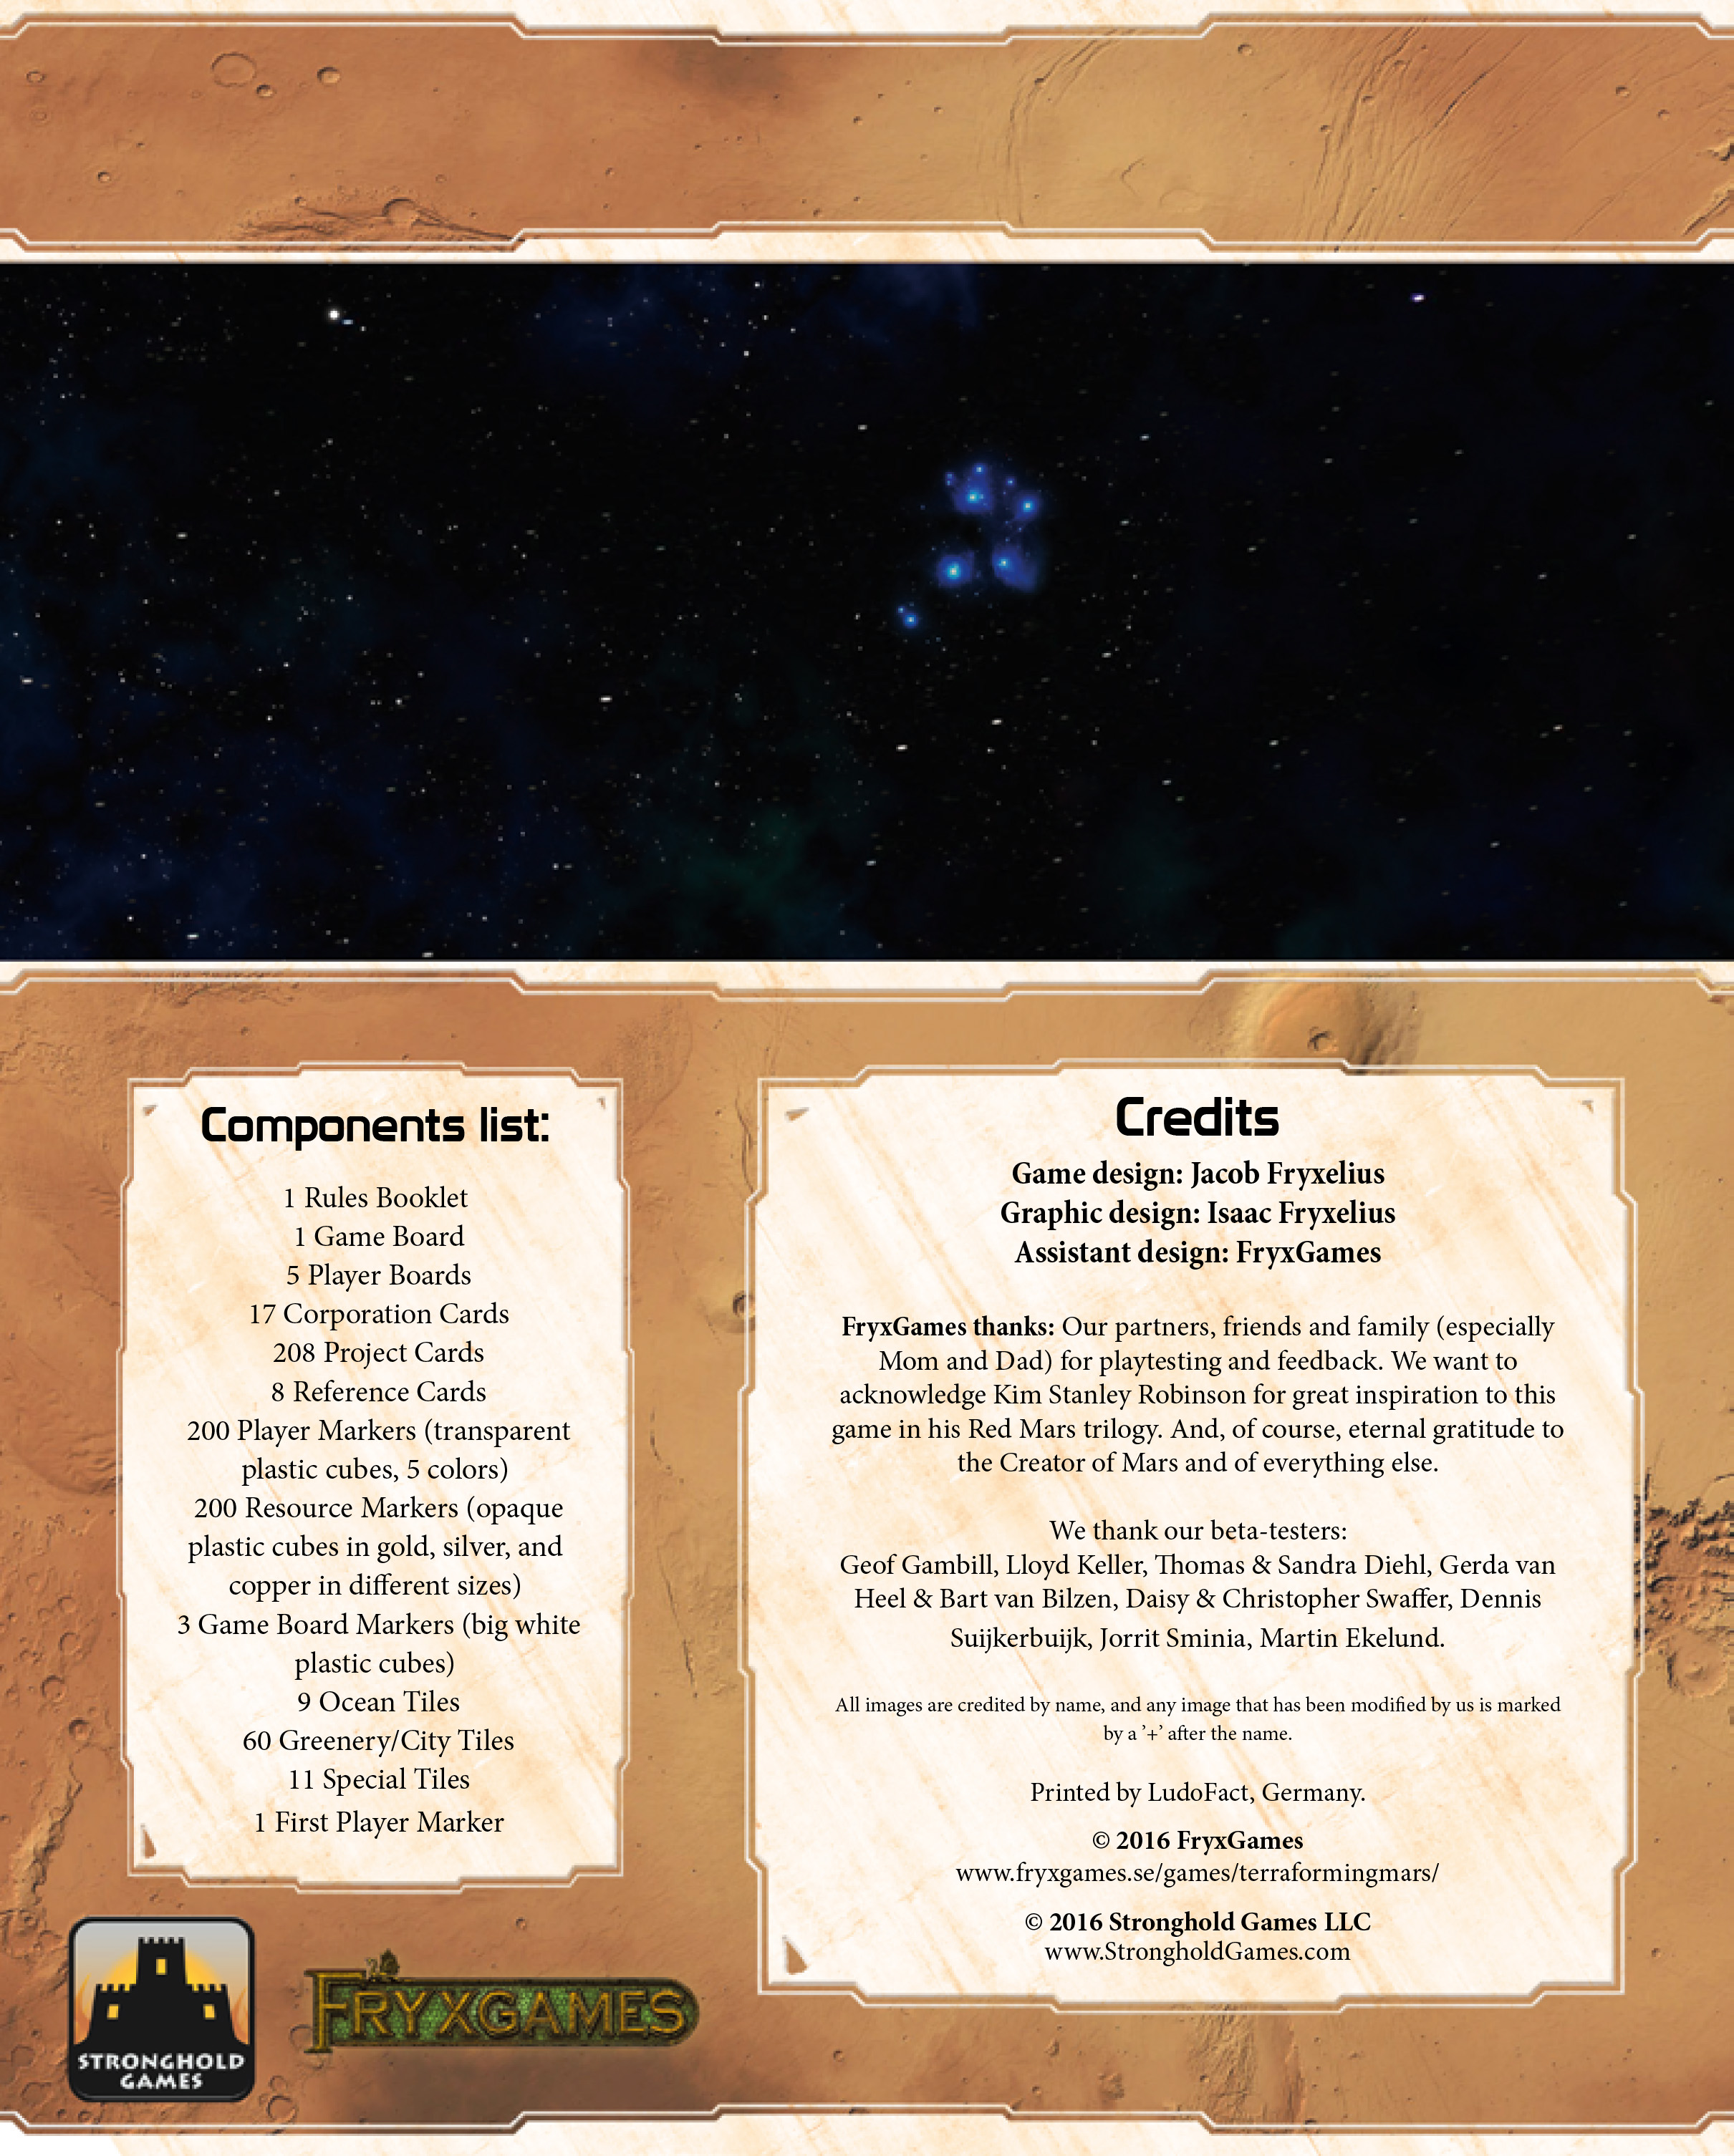 Components list:
1 Rules Booklet
1 Game Board
5 Player Boards
17 Corporation Cards
208 Project Cards
8 Reference Cards
200 Player Markers (transparent
plastic cubes, 5 colors)
200 Resource Markers (opaque
plastic cubes in gold, silver, and
copper in different sizes)
3 Game Board Markers (big white
plastic cubes)
9 Ocean Tiles
60 Greenery/City Tiles
11 Special Tiles
1 First Player Marker
STRONGHOLD
GAMES
FRYXGAMES
Credits
Game design: Jacob Fryxelius
Graphic design: Isaac Fryxelius
Assistant design: FryxGames
FryxGames thanks: Our partners, friends and family (especially
Mom and Dad) for playtesting and feedback. We want to
acknowledge Kim Stanley Robinson for great inspiration to this
game in his Red Mars trilogy. And, of course, eternal gratitude to
the Creator of Mars and of everything else.
We thank our beta-testers:
Geof Gambill, Lloyd Keller, Thomas & Sandra Diehl, Gerda van
Heel & Bart van Bilzen, Daisy & Christopher Swaffer, Dennis
Suijkerbuijk, Jorrit Sminia, Martin Ekelund.
All images are credited by name, and any image that has been modified by us is marked
by a ’+’ after the name.
Printed by LudoFact, Germany.
© 2016 FryxGames
www.fryxgames.se/games/terraformingmars/
© 2016 Stronghold Games LLC
www.StrongholdGames.com